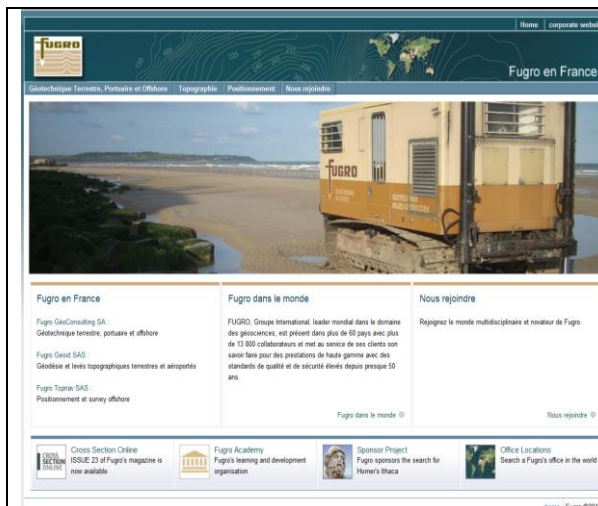 Home corporate websi
FUGRO
Fugro en France
Géotechnique Terrestre, Portuaire et Offshore Topographie Positionnement Nous rejoindre
FUGRO
Fugro en France
Fugro GéoConsulting SA :
Géotechnique terrestre, portuaire et offshore
Fugro Geoid SAS :
Géodésie et levés topographiques terrestres et aéroportés
Fugro Topnav SAS :
Positionnement et survey offshore
Fugro dans le monde
FUGRO, Groupe International, leader mondial dans le domaine
des géosciences, est présent dans plus de 60 pays avec plus
de 13 800 collaborateurs et met au service de ses clients son
savoir faire pour des prestations de haute gamme avec des
standards de qualité et de sécurité élevés depuis presque 50
ans.
Fugro dans le monde
Nous rejoindre
Rejoignez le monde multidisciplinaire et novateur de Fugro.
Nous rejoindre
CROSS
SECTION
ONLINE
Cross Section Online
ISSUE 23 of Fugro's magazine is
now available
Fugro Academy
Fugro's learning and development
organisation
Sponsor Project
Fugro sponsors the search for
Homer's Ithaca
Office Locations
Search a Fugro's office in the world